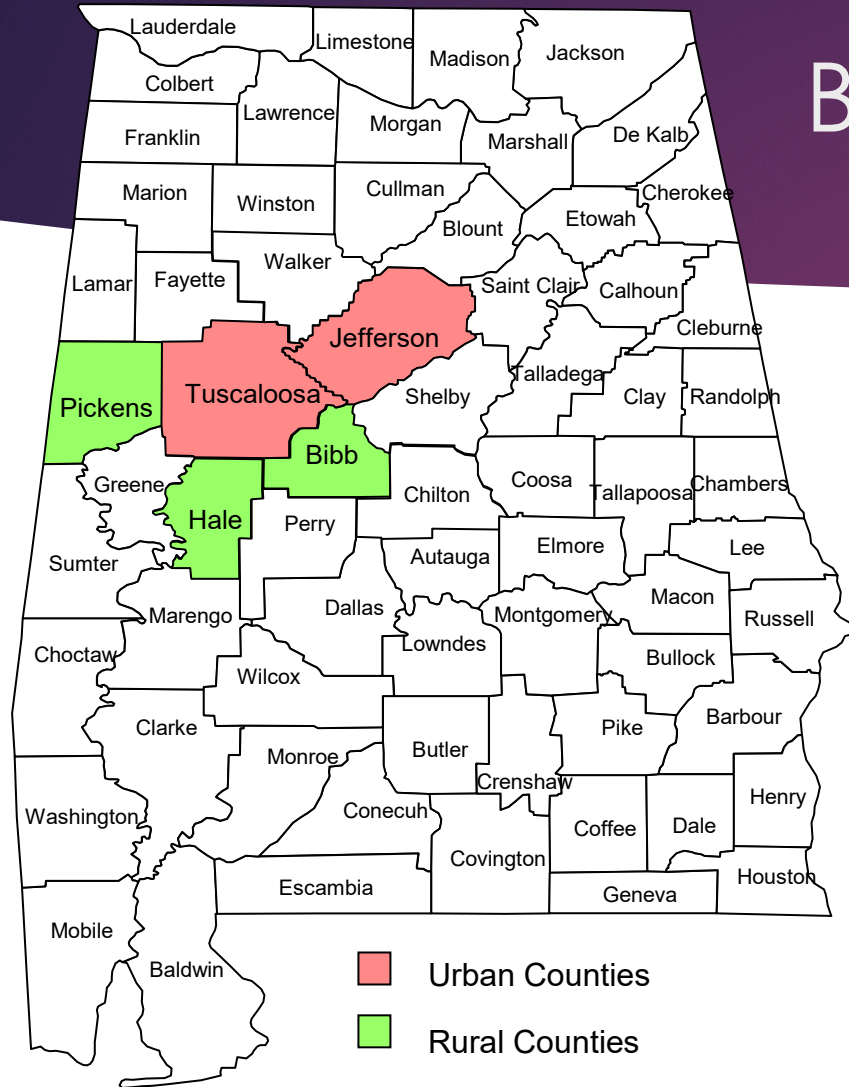 B
Lauderdale
Limestone
Madison
Jackson
Colbert
Lawrence
Morgan
Franklin
Marshall
De Kalb
Marion
Winston
Cullman
Cherokee
Blount
Etowah
Lamar
Fayette
Walker
Saint Clair
Calhoun
Jefferson
Cleburne
Pickens
Tuscaloosa
Shelby
Talladega
Clay
Randolph
Bibb
Greene
Chilton
Coosa
Tallapoosa
Chambers
Hale
Perry
Sumter
Autauga
Elmore
Lee
Marengo
Dallas
Montgomery
Macon
Russell
Choctaw
Lowndes
Bullock
Wilcox
Clarke
Pike
Barbour
Monroe
Butler
Crenshaw
Washington
Conecuh
Coffee
Dale
Henry
Covington
Escambia
Geneva
Houston
Mobile
Baldwin
Urban Counties
Rural Counties